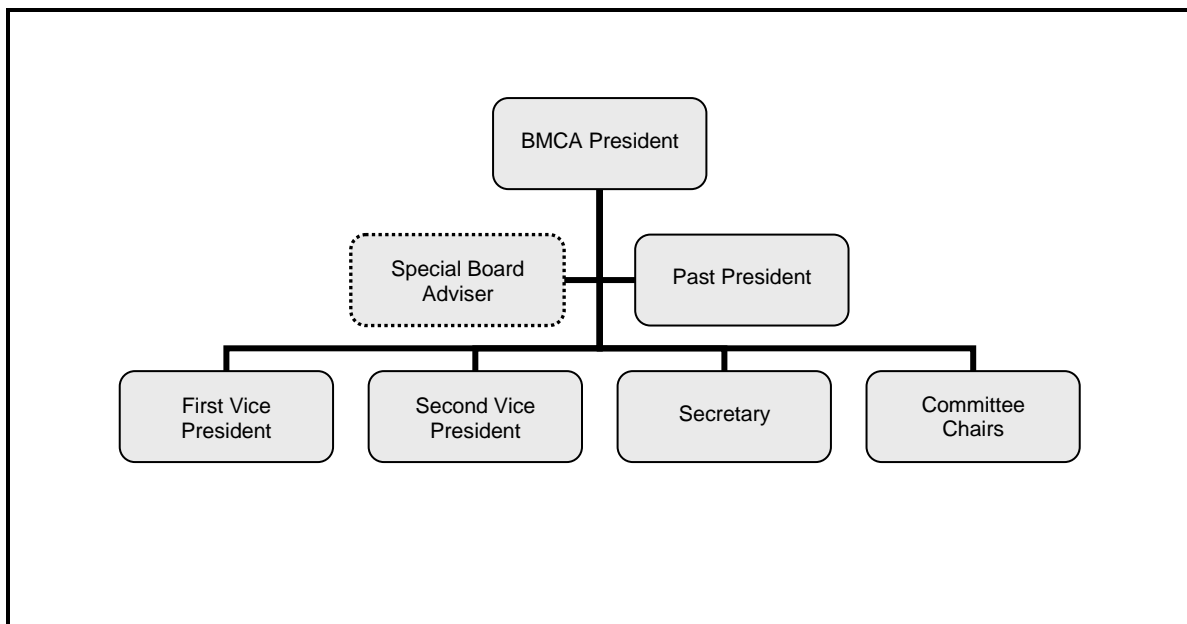 BMCA President
Special Board
Adviser
Past President
First Vice
President
Second Vice
President
Secretary
Committee
Chairs